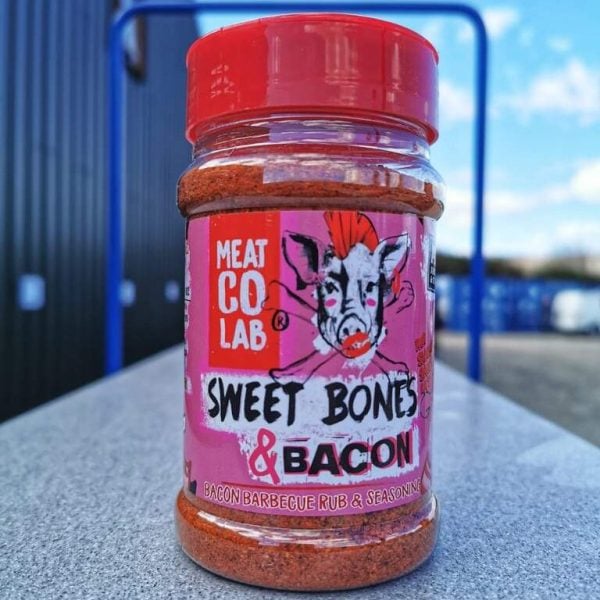 MEAT
CO
LAB®
SWEET BONES
& BACON
BACON BARBECUE RUB & SEASONING